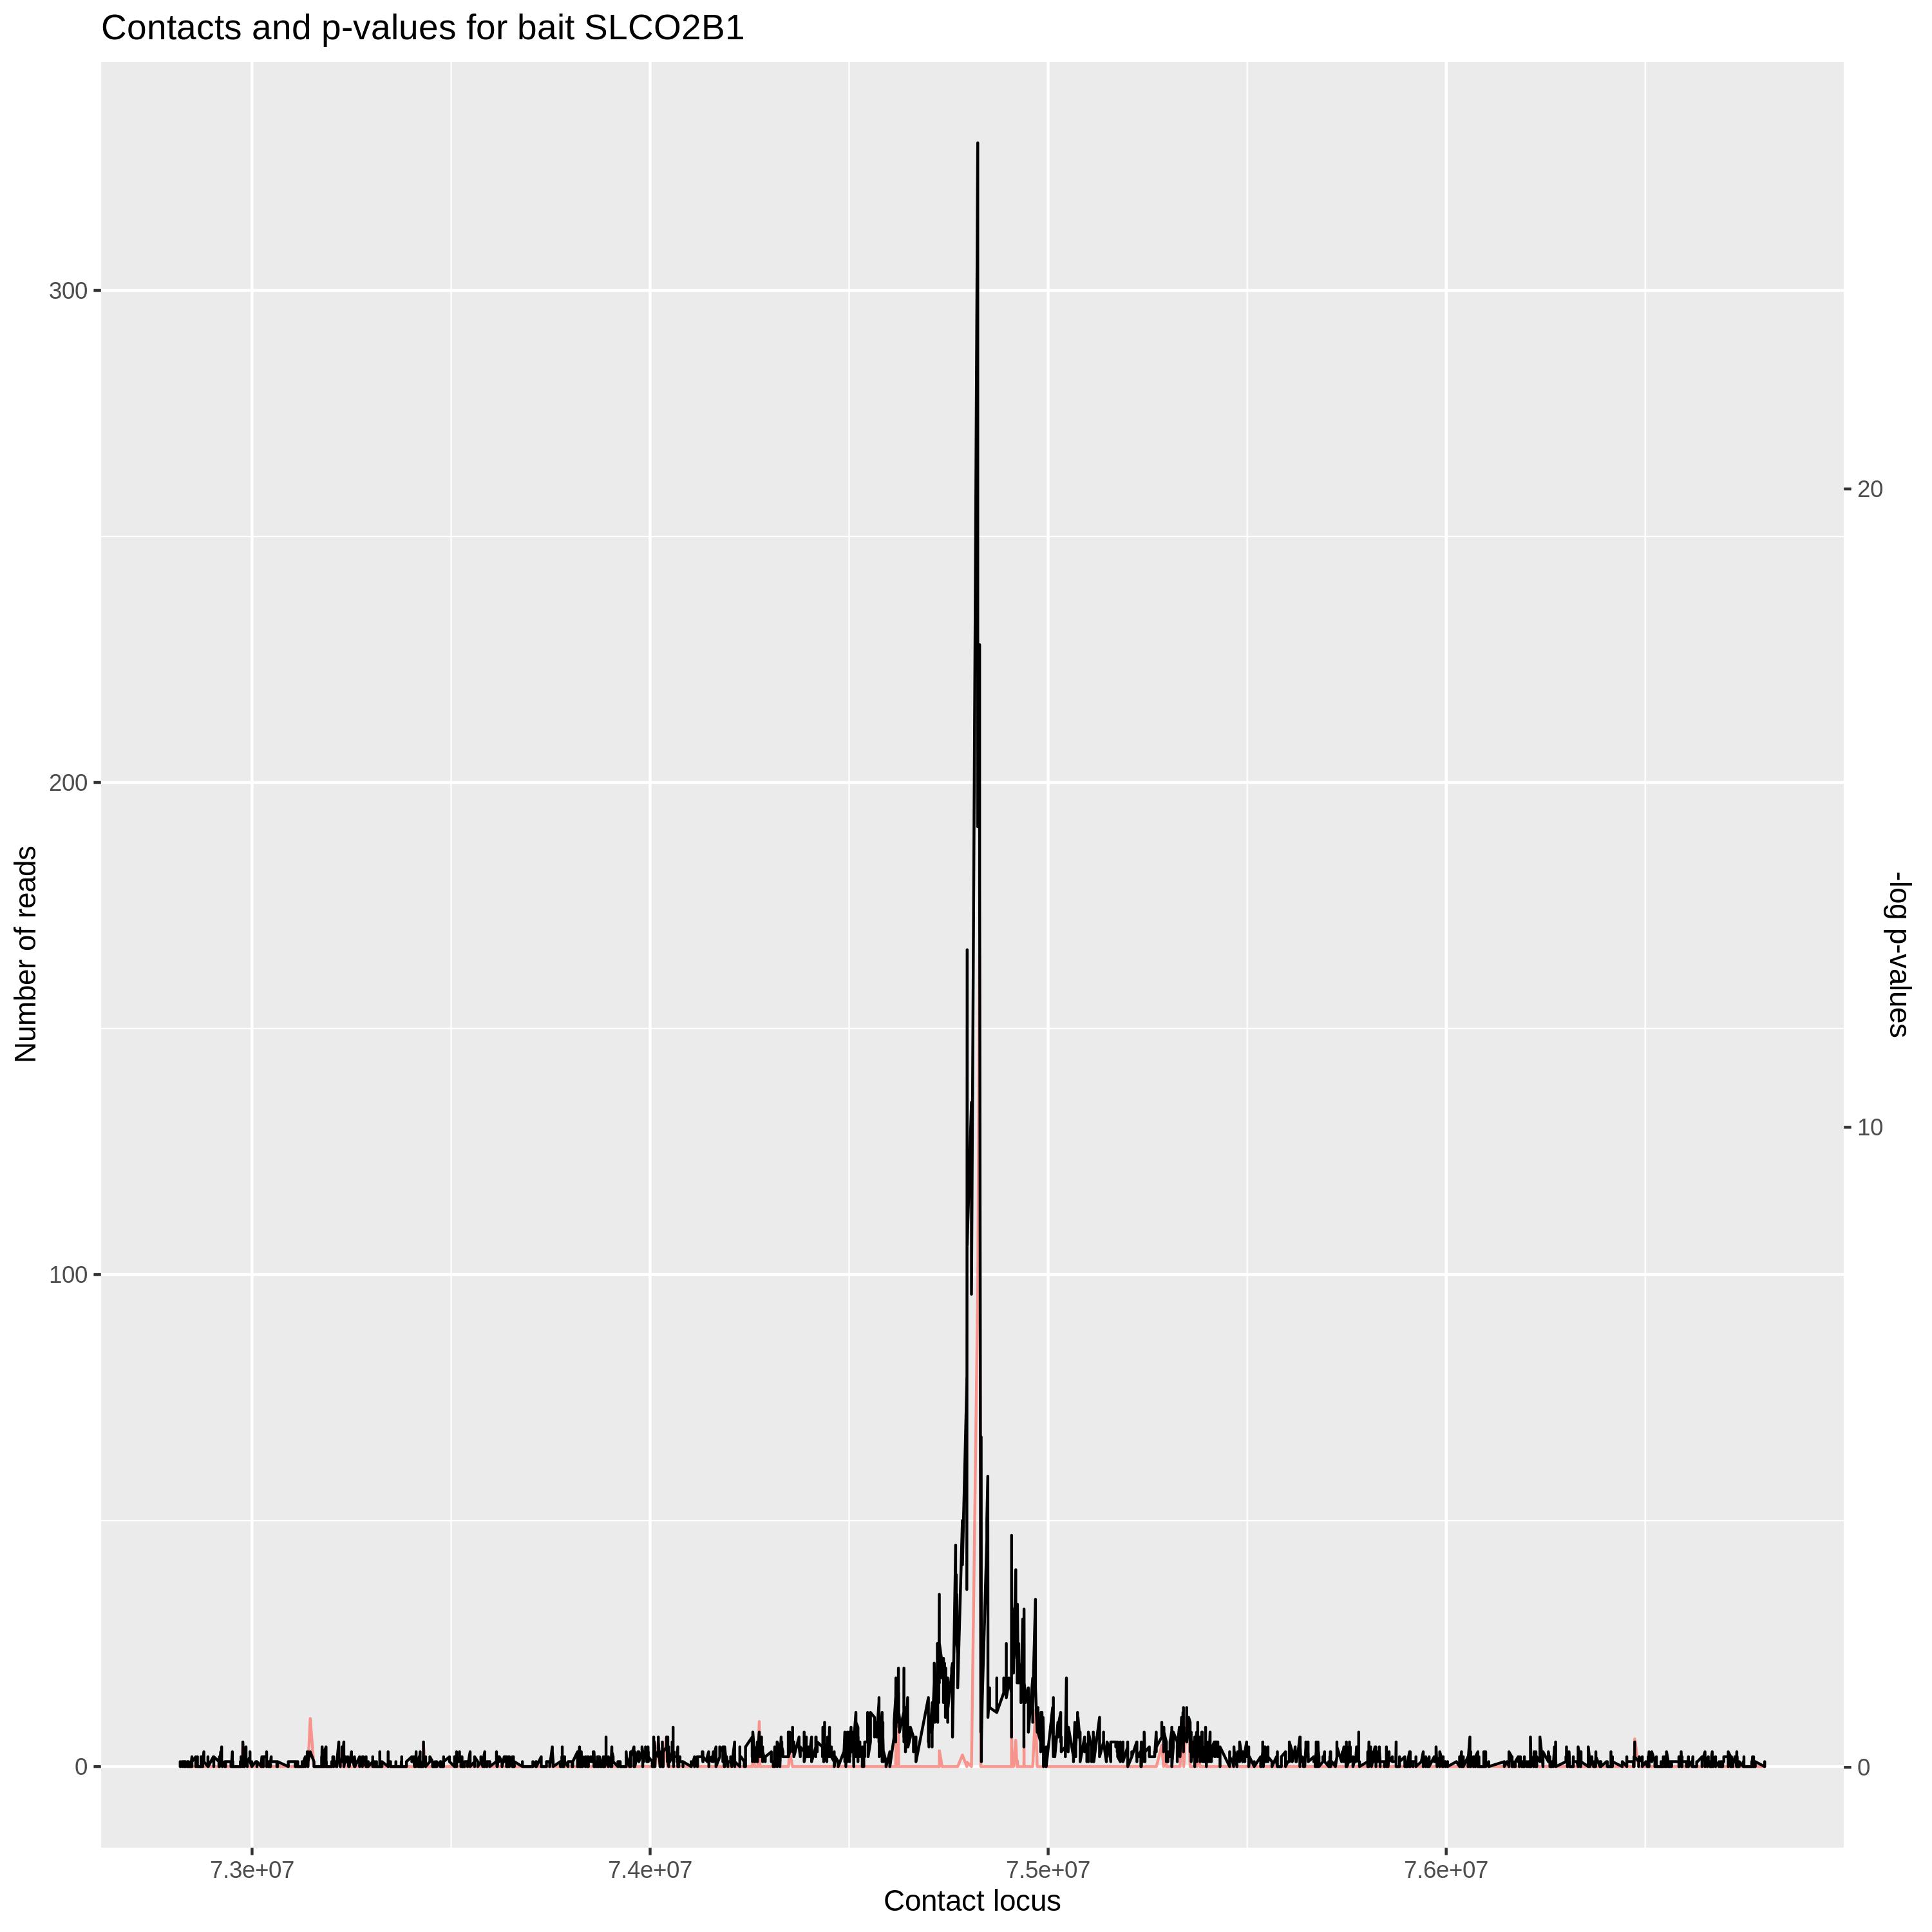 Contacts and p-values for bait SLCO2B1
300
200
100
0
Number of reads
20
10
0
-log p-values
7.3e+07
7.4e+07
7.5e+07
7.6e+07
Contact locus